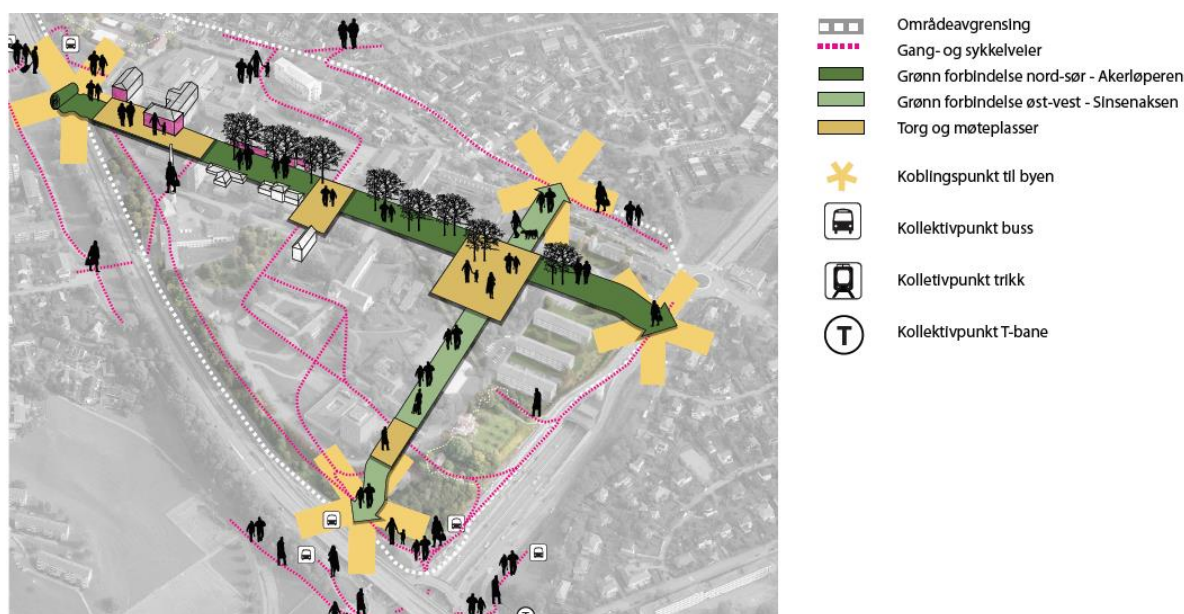 Områdeavgrensing
Gang- og sykkelveier
Grønn forbindelse nord-sør - Akerløperen
Grønn forbindelse øst-vest - Sinsenaksen
Torg og møteplasser
Koblingspunkt til byen
Kollektivpunkt buss
Kolletivpunkt trikk
T
Kollektivpunkt T-bane
T